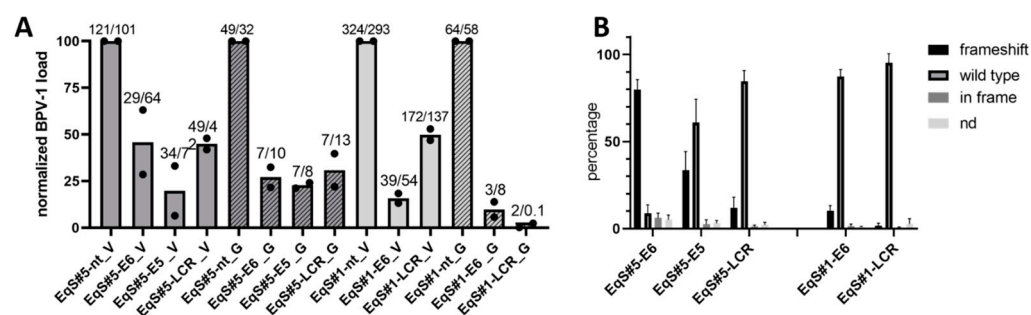 A
121/101
49/32
324/293
64/58
100
29/64
49/4
2
34/7
7/10
7/8
7/13
39/54
172/137
3/8
2/0.1
75
50
25
0
normalized BPV-1 load
EqS#5-nt_V
EqS#5-E6_V
EqS#5-E5_V
EqS#5-LCR_V
EqS#5-nt_G
EqS#5-E6_G
EqS#5-E5_G
EqS#5-LCR_G
EqS#1-nt_V
EqS#1-E6_V
EqS#1-LCR_V
EqS#1-nt_G
EqS#1-E6_G
EqS#1-LCR_G
B
100
50
0
percentage
EqS#5-E6
EqS#5-E5
EqS#5-LCR
EqS#1-E6
EqS#1-LCR
frameshift
wild type
in frame
nd